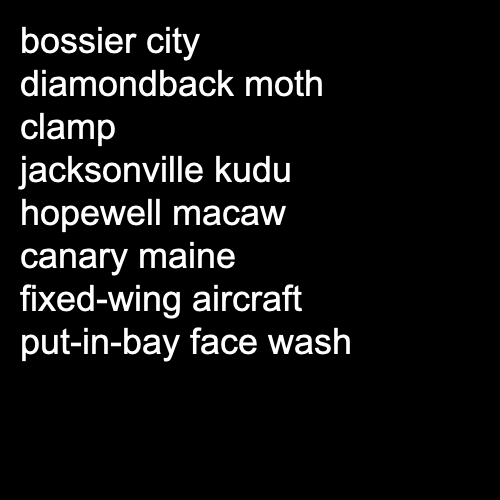 bossier city
diamondback moth
clamp
jacksonville kudu
hopewell macaw
canary maine
fixed-wing aircraft
put-in-bay face wash